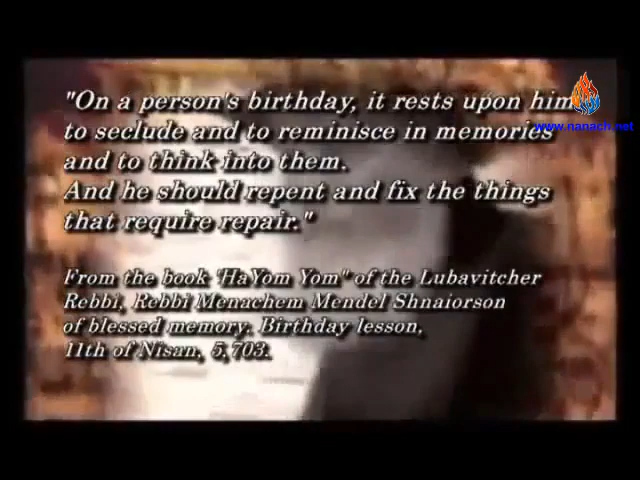 "On a person's birthday, it rests upon him
www.nanach.net
to seclude and to reminisce in memories
and to think into them.
And he should repent and fix the things
that require repair."
From the book "HaYom Yom" of the Lubavitcher
Rebbi, Rebbi Menachem Mendel Shnaiorson
of blessed memory. Birthday lesson,
11th of Nisan, 5,703.